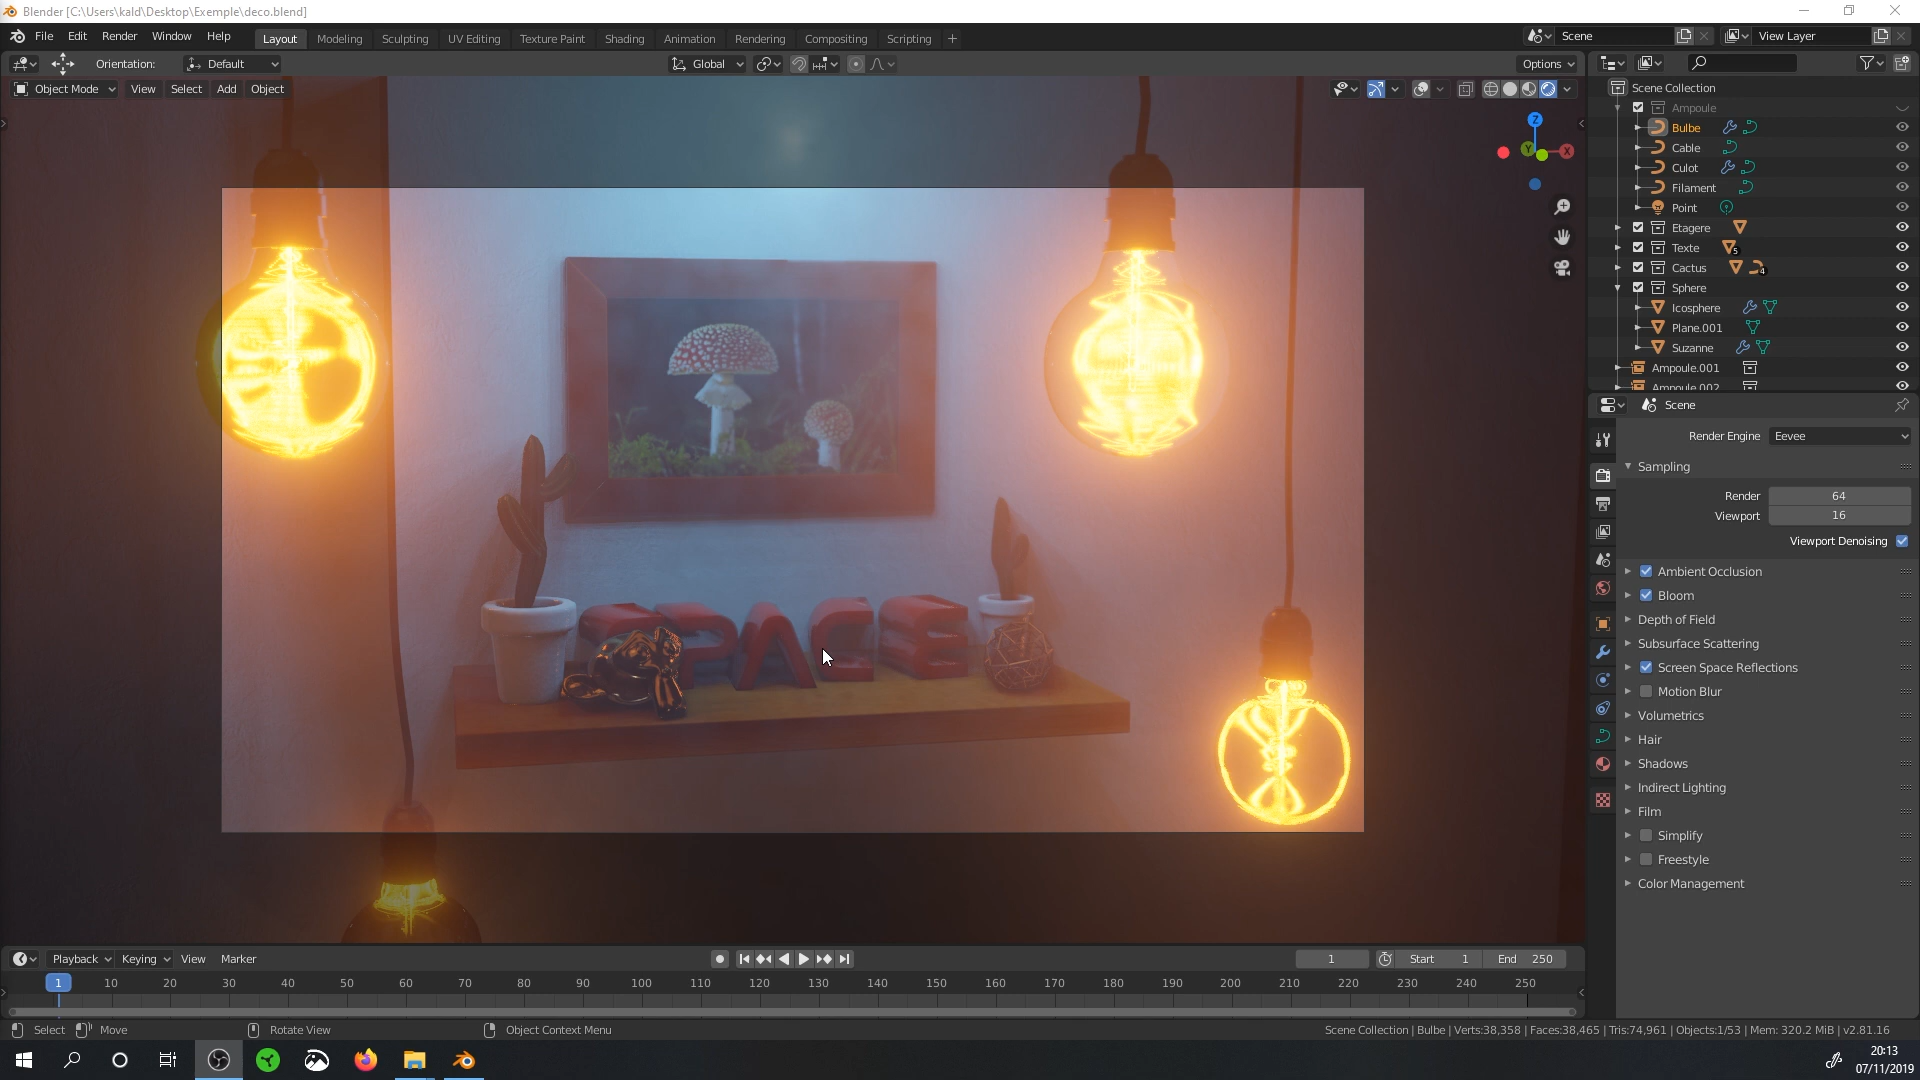 Blender [C:\Users\kald\Desktop\Exemple\deco.blend]
File Edit Render Window Help Layout Modeling Sculpting UV Editing Texture Paint Shading Animation Rendering Compositing Scripting + Scene View Layer
Orientation: Default Global Options
Object Mode View Select Add Object
Z
Y
X
SPACE
Scene Collection
Ampoule
Bulbe
Cable
Culot
Filament
Point
Etagere
Texte 5
Cactus 4
Sphere
Icosphere
Plane.001
Suzanne
Ampoule.001
Ampoule.002
Scene
Render Engine Eevee
Sampling
Render 64
Viewport 16
Viewport Denoising
Ambient Occlusion
Bloom
Depth of Field
Subsurface Scattering
Screen Space Reflections
Motion Blur
Volumetrics
Hair
Shadows
Indirect Lighting
Film
Simplify
Freestyle
Color Management
Playback Keying View Marker 1 Start 1 End 250
1 10 20 30 40 50 60 70 80 90 100 110 120 130 140 150 160 170 180 190 200 210 220 230 240 250
Select Move Rotate View Object Context Menu Scene Collection | Bulbe | Verts:38,358 | Faces:38,465 | Tris:74,961 | Objects:1/53 | Mem: 320.2 MiB | v2.81.16
20:13
07/11/2019